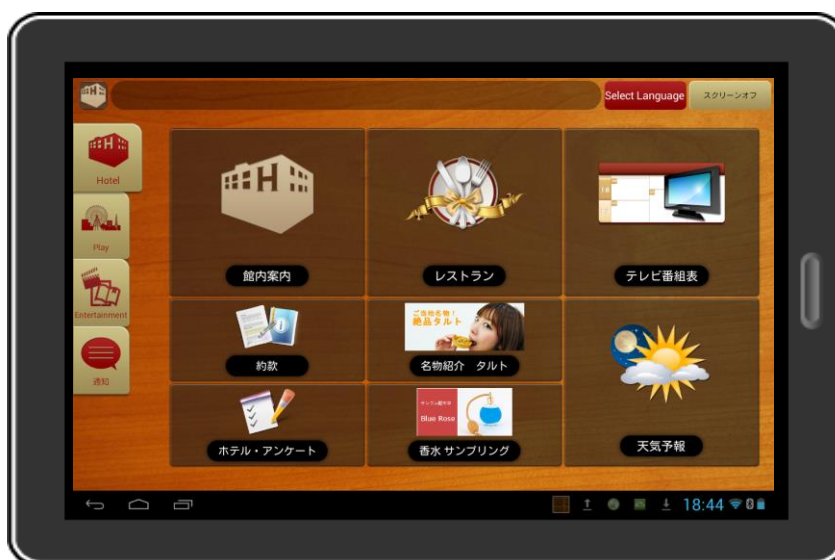 H
Select Language
スクリーンオフ
Hotel
Play
Entertainment
通知
H
館内案内
レストラン
テレビ番組表
約款
ご当地名物!
絶品タルト
名物紹介 タルト
ホテル・アンケート
Blue Rose
香水 サンプリング
天気予報
18:44